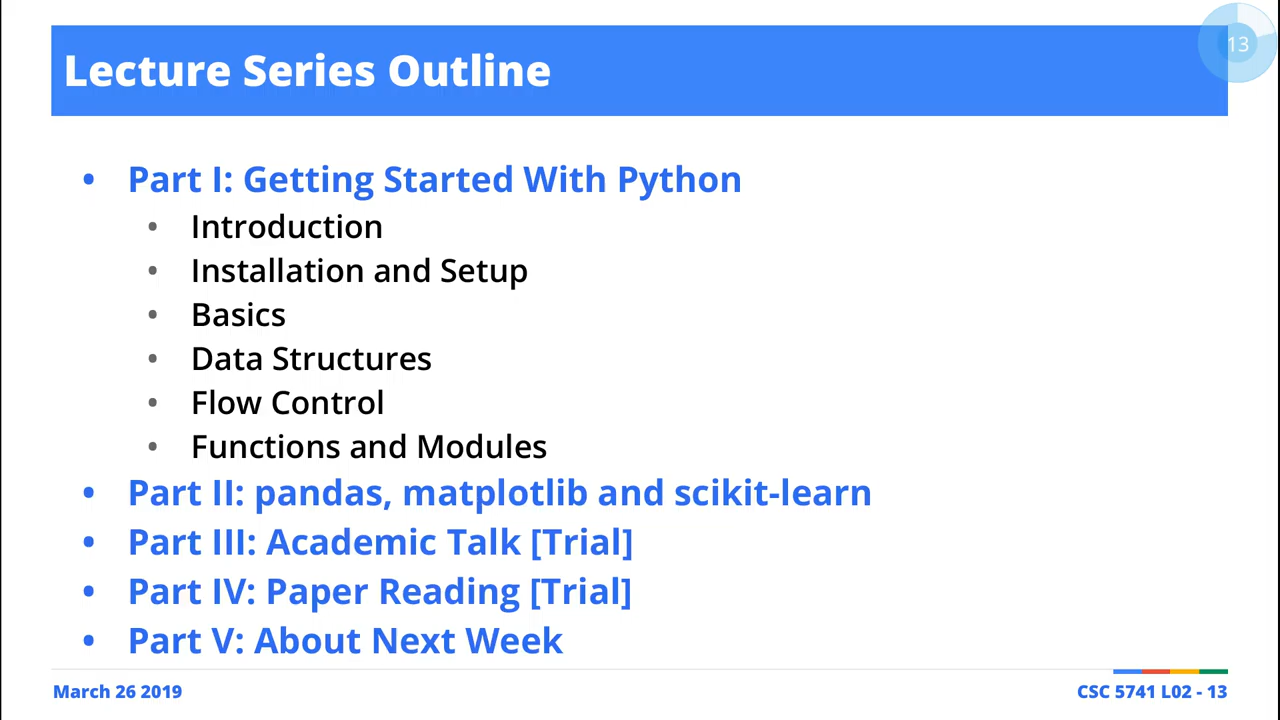 13
Lecture Series Outline
• Part I: Getting Started With Python
• Introduction
• Installation and Setup
• Basics
• Data Structures
• Flow Control
• Functions and Modules
• Part II: pandas, matplotlib and scikit-learn
• Part III: Academic Talk [Trial]
• Part IV: Paper Reading [Trial]
• Part V: About Next Week
March 26 2019
CSC 5741 L02 - 13